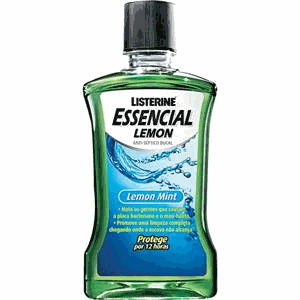 LISTERINE
ESSENCIAL
LEMON
ANTI-SÉPTICO BUCAL
Lemon Mint
• Mata os germes que causam
a placa bacteriana e o mau-hálito.
• Promove uma limpeza completa
chegando onde a escova não alcança
Protege
por 12 horas